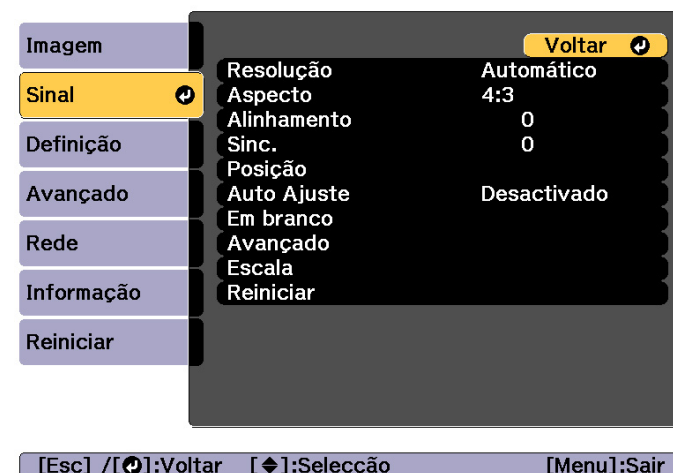 Imagem
Sinal
Definição
Avançado
Rede
Informação
Reiniciar
Voltar
Resolução Automático
Aspecto 4:3
Alinhamento 0
Sinc. 0
Posição
Auto Ajuste Desactivado
Em branco
Avançado
Escala
Reiniciar
[Esc] /[ ]:Voltar [ ]:Selecção [Menu]:Sair